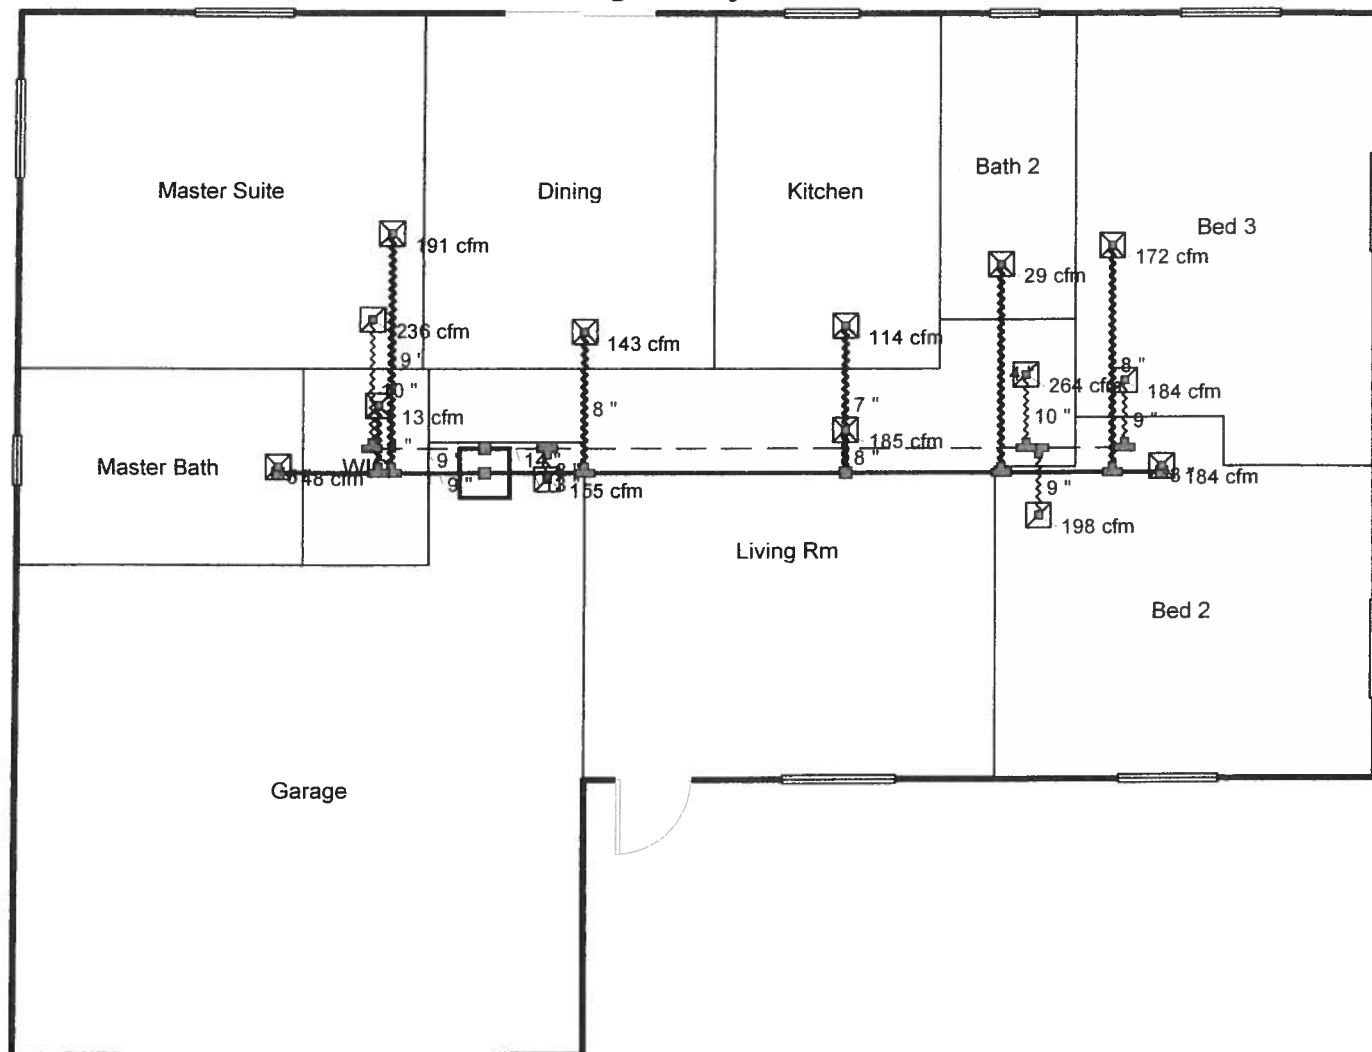 Master Suite
Dining
Kitchen
Bath 2
Bed 3
191 cfm
172 cfm
29 cfm
236 cfm
143 cfm
114 cfm
9 '
8 "
10 "
264 cfm
184 cfm
13 cfm
8 "
7 "
10 "
9 "
185 cfm
Master Bath
9 "
14 "
8 "
48 cfm
9 "
155 cfm
9 "
184 cfm
198 cfm
Living Rm
Bed 2
Garage